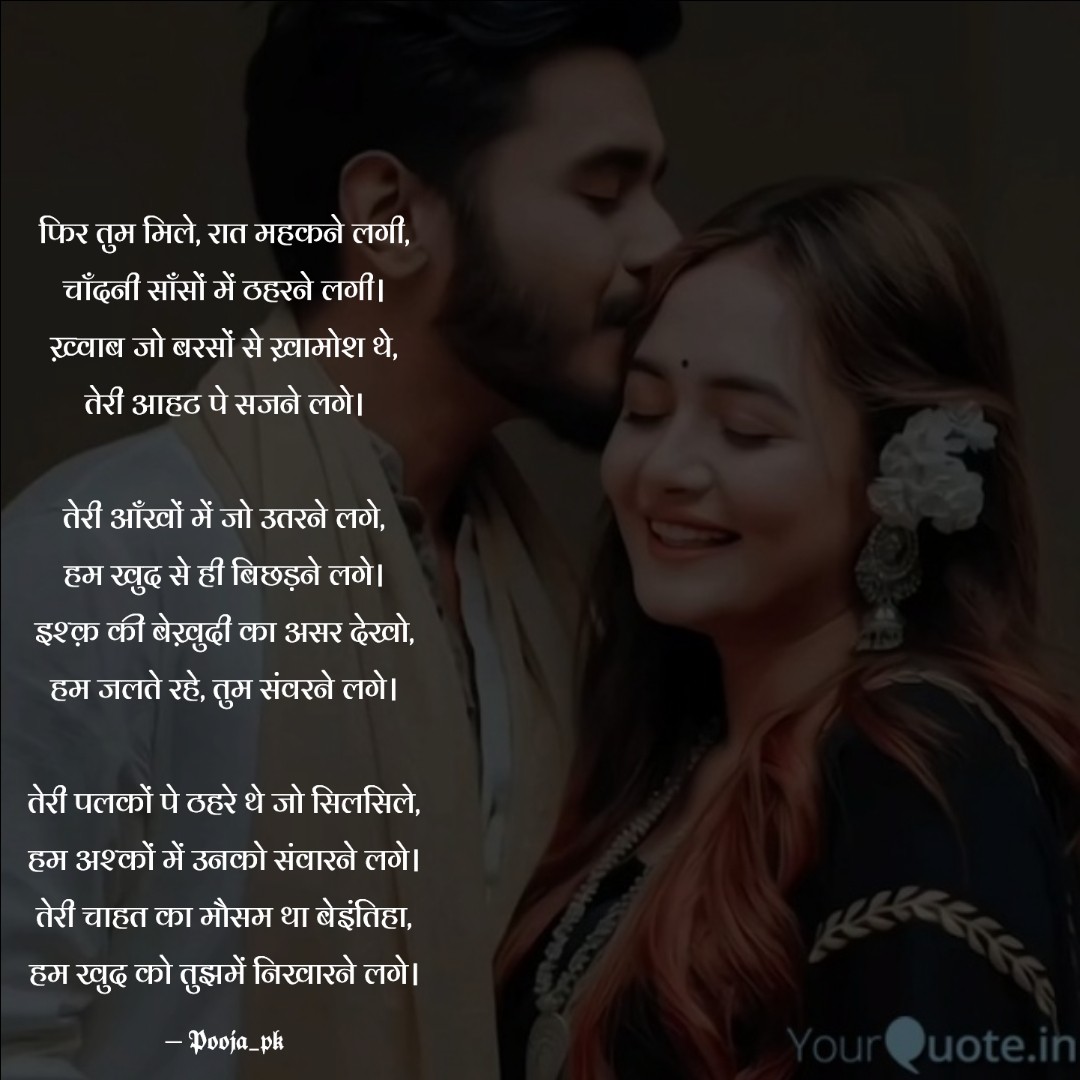 फिर तुम मिले, रात महकने लगी,
चाँदनी साँसों में ठहरने लगी।
ख़्वाब जो बरसों से ख़ामोश थे,
तेरी आहट पे सजने लगे।
तेरी आँखों में जो उतरने लगे,
हम खुद से ही बिछड़ने लगे।
इश्क़ की बेख़ुदी का असर देखो,
हम जलते रहे, तुम संवरने लगे।
तेरी पलकों पे ठहरे थे जो सिलसिले,
हम अश्कों में उनको संवारने लगे।
तेरी चाहत का मौसम था बेइंतिहा,
हम खुद को तुझमें निखारने लगे।
— Pooja_pk
YourQuote.in